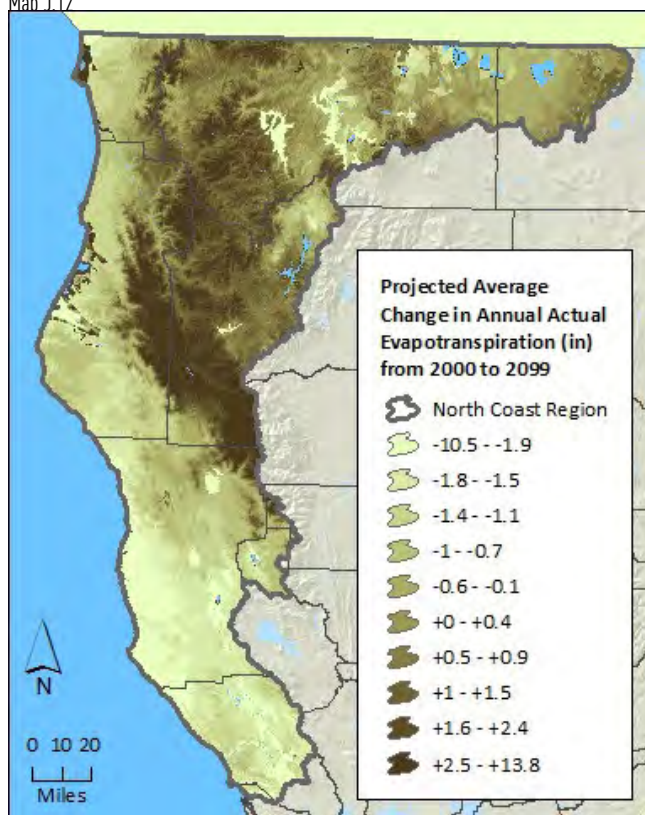 Map 3.17
Projected Average
Change in Annual Actual
Evapotranspiration (in)
from 2000 to 2099
North Coast Region
-10.5 - -1.9
-1.8 - -1.5
-1.4 - -1.1
-1 - -0.7
-0.6 - -0.1
+0 - +0.4
+0.5 - +0.9
+1 - +1.5
+1.6 - +2.4
+2.5 - +13.8
N
0 10 20
Miles